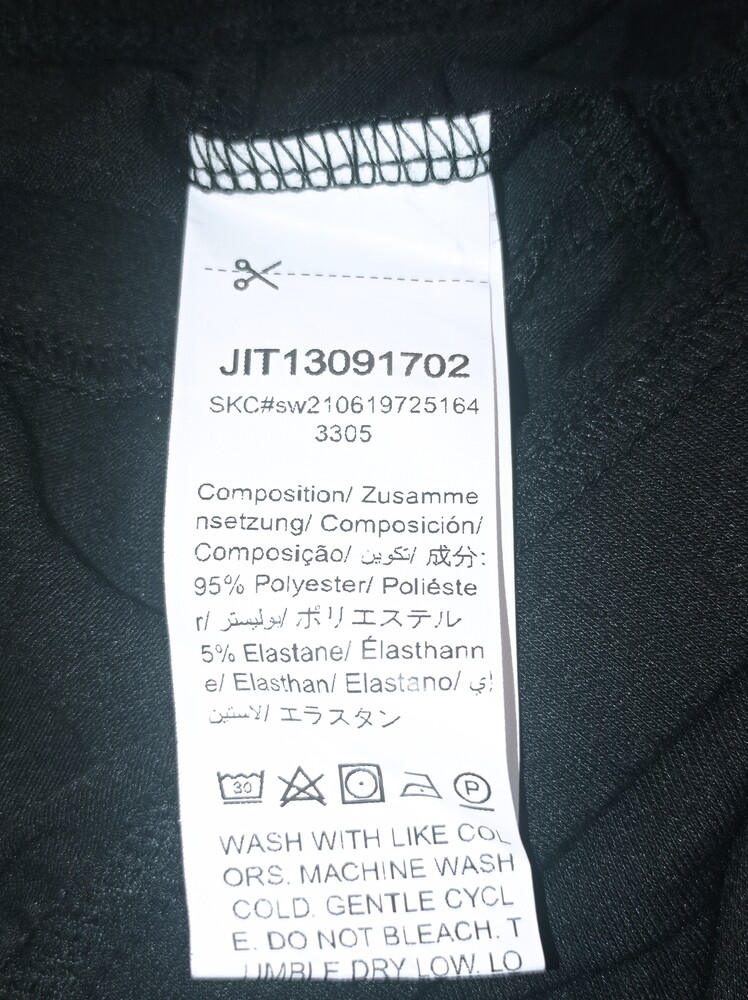 JIT13091702
SKC#sw210619725164
3305
Composition/ Zusamme
nsetzung/ Composición/
Composição/ تكوين/ 成分:
95% Polyester/ Poliéste
r/ بوليستر/ ポリエステル
5% Elastane/ Élasthann
e/ Elasthan/ Elastano/ إي
لاستين/ エラスタン
30 P
WASH WITH LIKE COL
ORS. MACHINE WASH
COLD. GENTLE CYCL
E. DO NOT BLEACH. T
UMBLE DRY LOW. LO